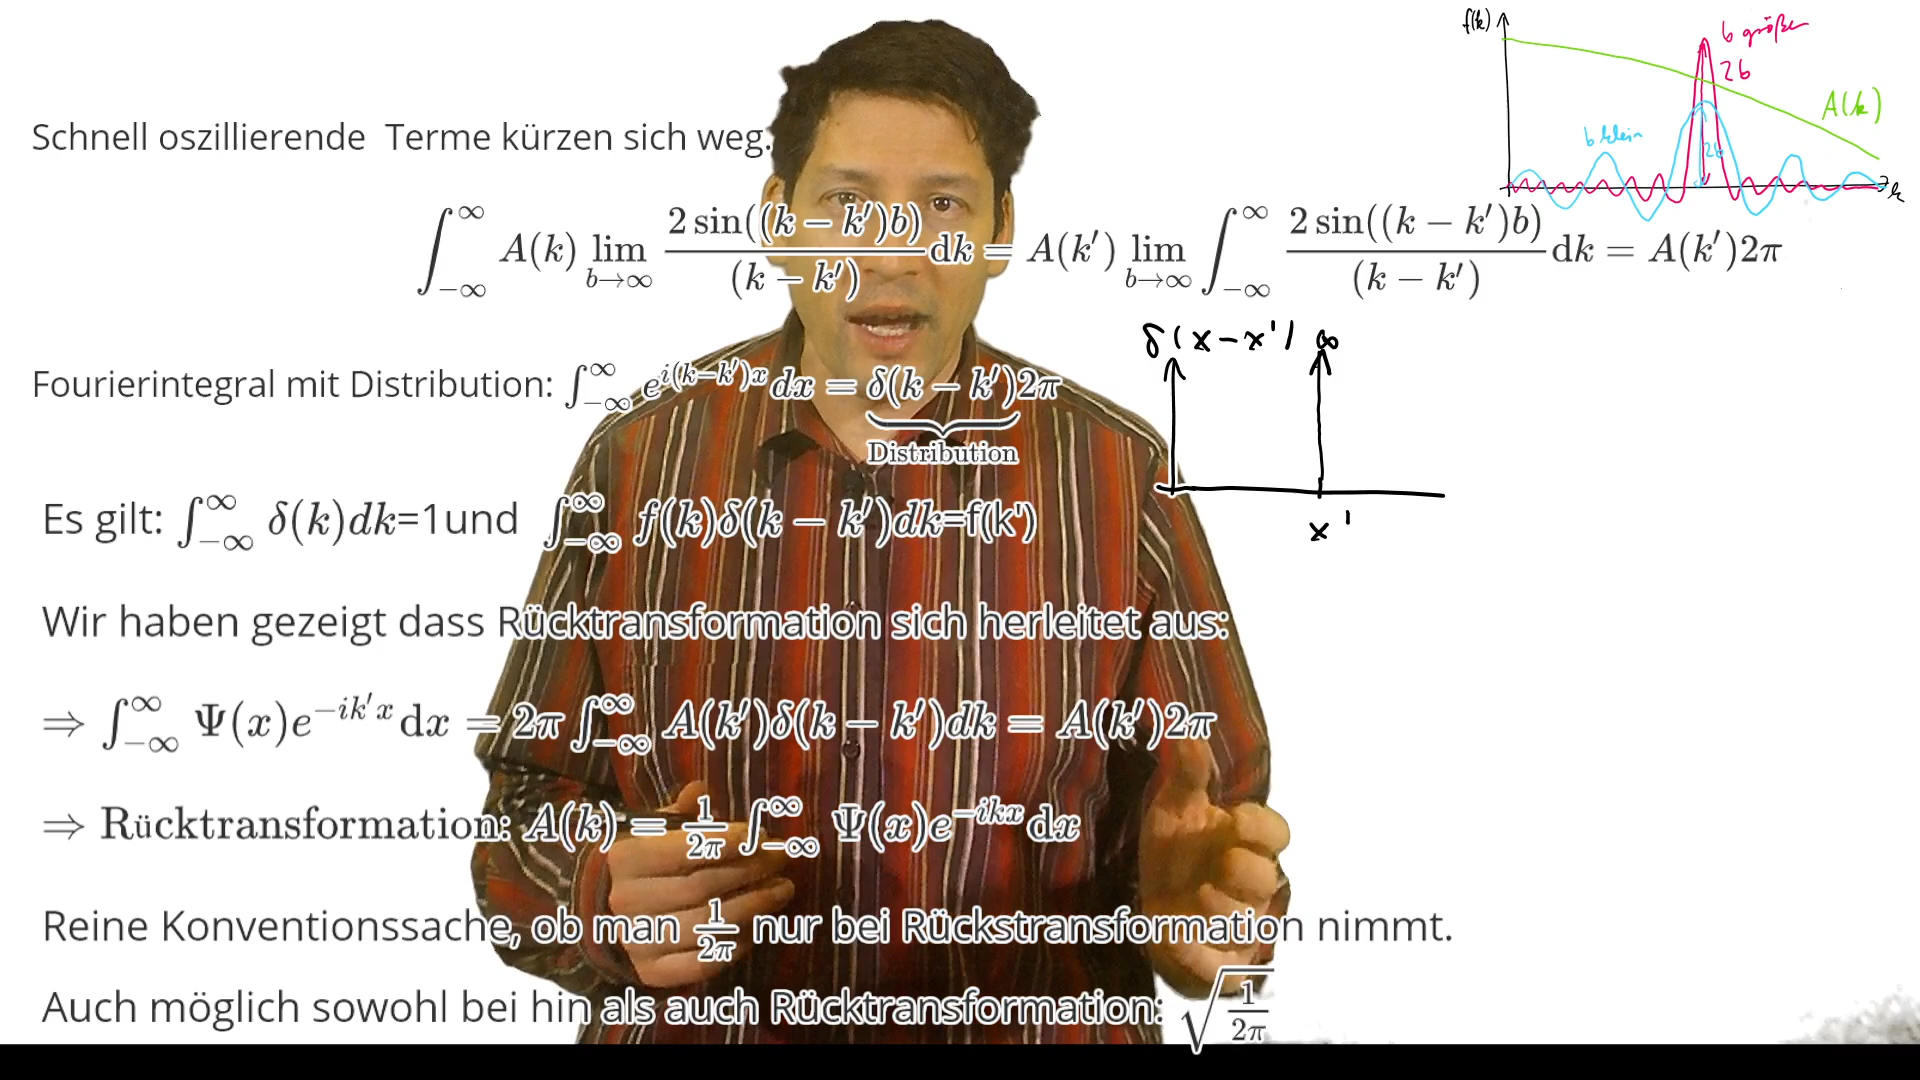 f(k)
b größer
2b
A(k)
b klein
2b
k
Schnell oszillierende Terme kürzen sich weg.
∫_{−∞}^{∞} A(k) lim_{b→∞} 2 sin((k − k′)b)/(k − k′) dk = A(k′) lim_{b→∞} ∫_{−∞}^{∞} 2 sin((k − k′)b)/(k − k′) dk = A(k′)2π
δ(x−x') ∞
x'
Fourierintegral mit Distribution: ∫_{−∞}^{∞} e^{i(k−k′)x} dx = δ(k − k′)2π
Distribution
Es gilt: ∫_{−∞}^{∞} δ(k)dk=1und ∫_{−∞}^{∞} f(k)δ(k − k′)dk=f(k')
Wir haben gezeigt dass Rücktransformation sich herleitet aus:
⇒ ∫_{−∞}^{∞} Ψ(x)e^{−ik′x} dx = 2π ∫_{−∞}^{∞} A(k′)δ(k − k′)dk = A(k′)2π
⇒ Rücktransformation: A(k) = 1/2π ∫_{−∞}^{∞} Ψ(x)e^{−ikx} dx
Reine Konventionssache, ob man 1/2π nur bei Rückstransformation nimmt.
Auch möglich sowohl bei hin als auch Rücktransformation: √(1/2π)